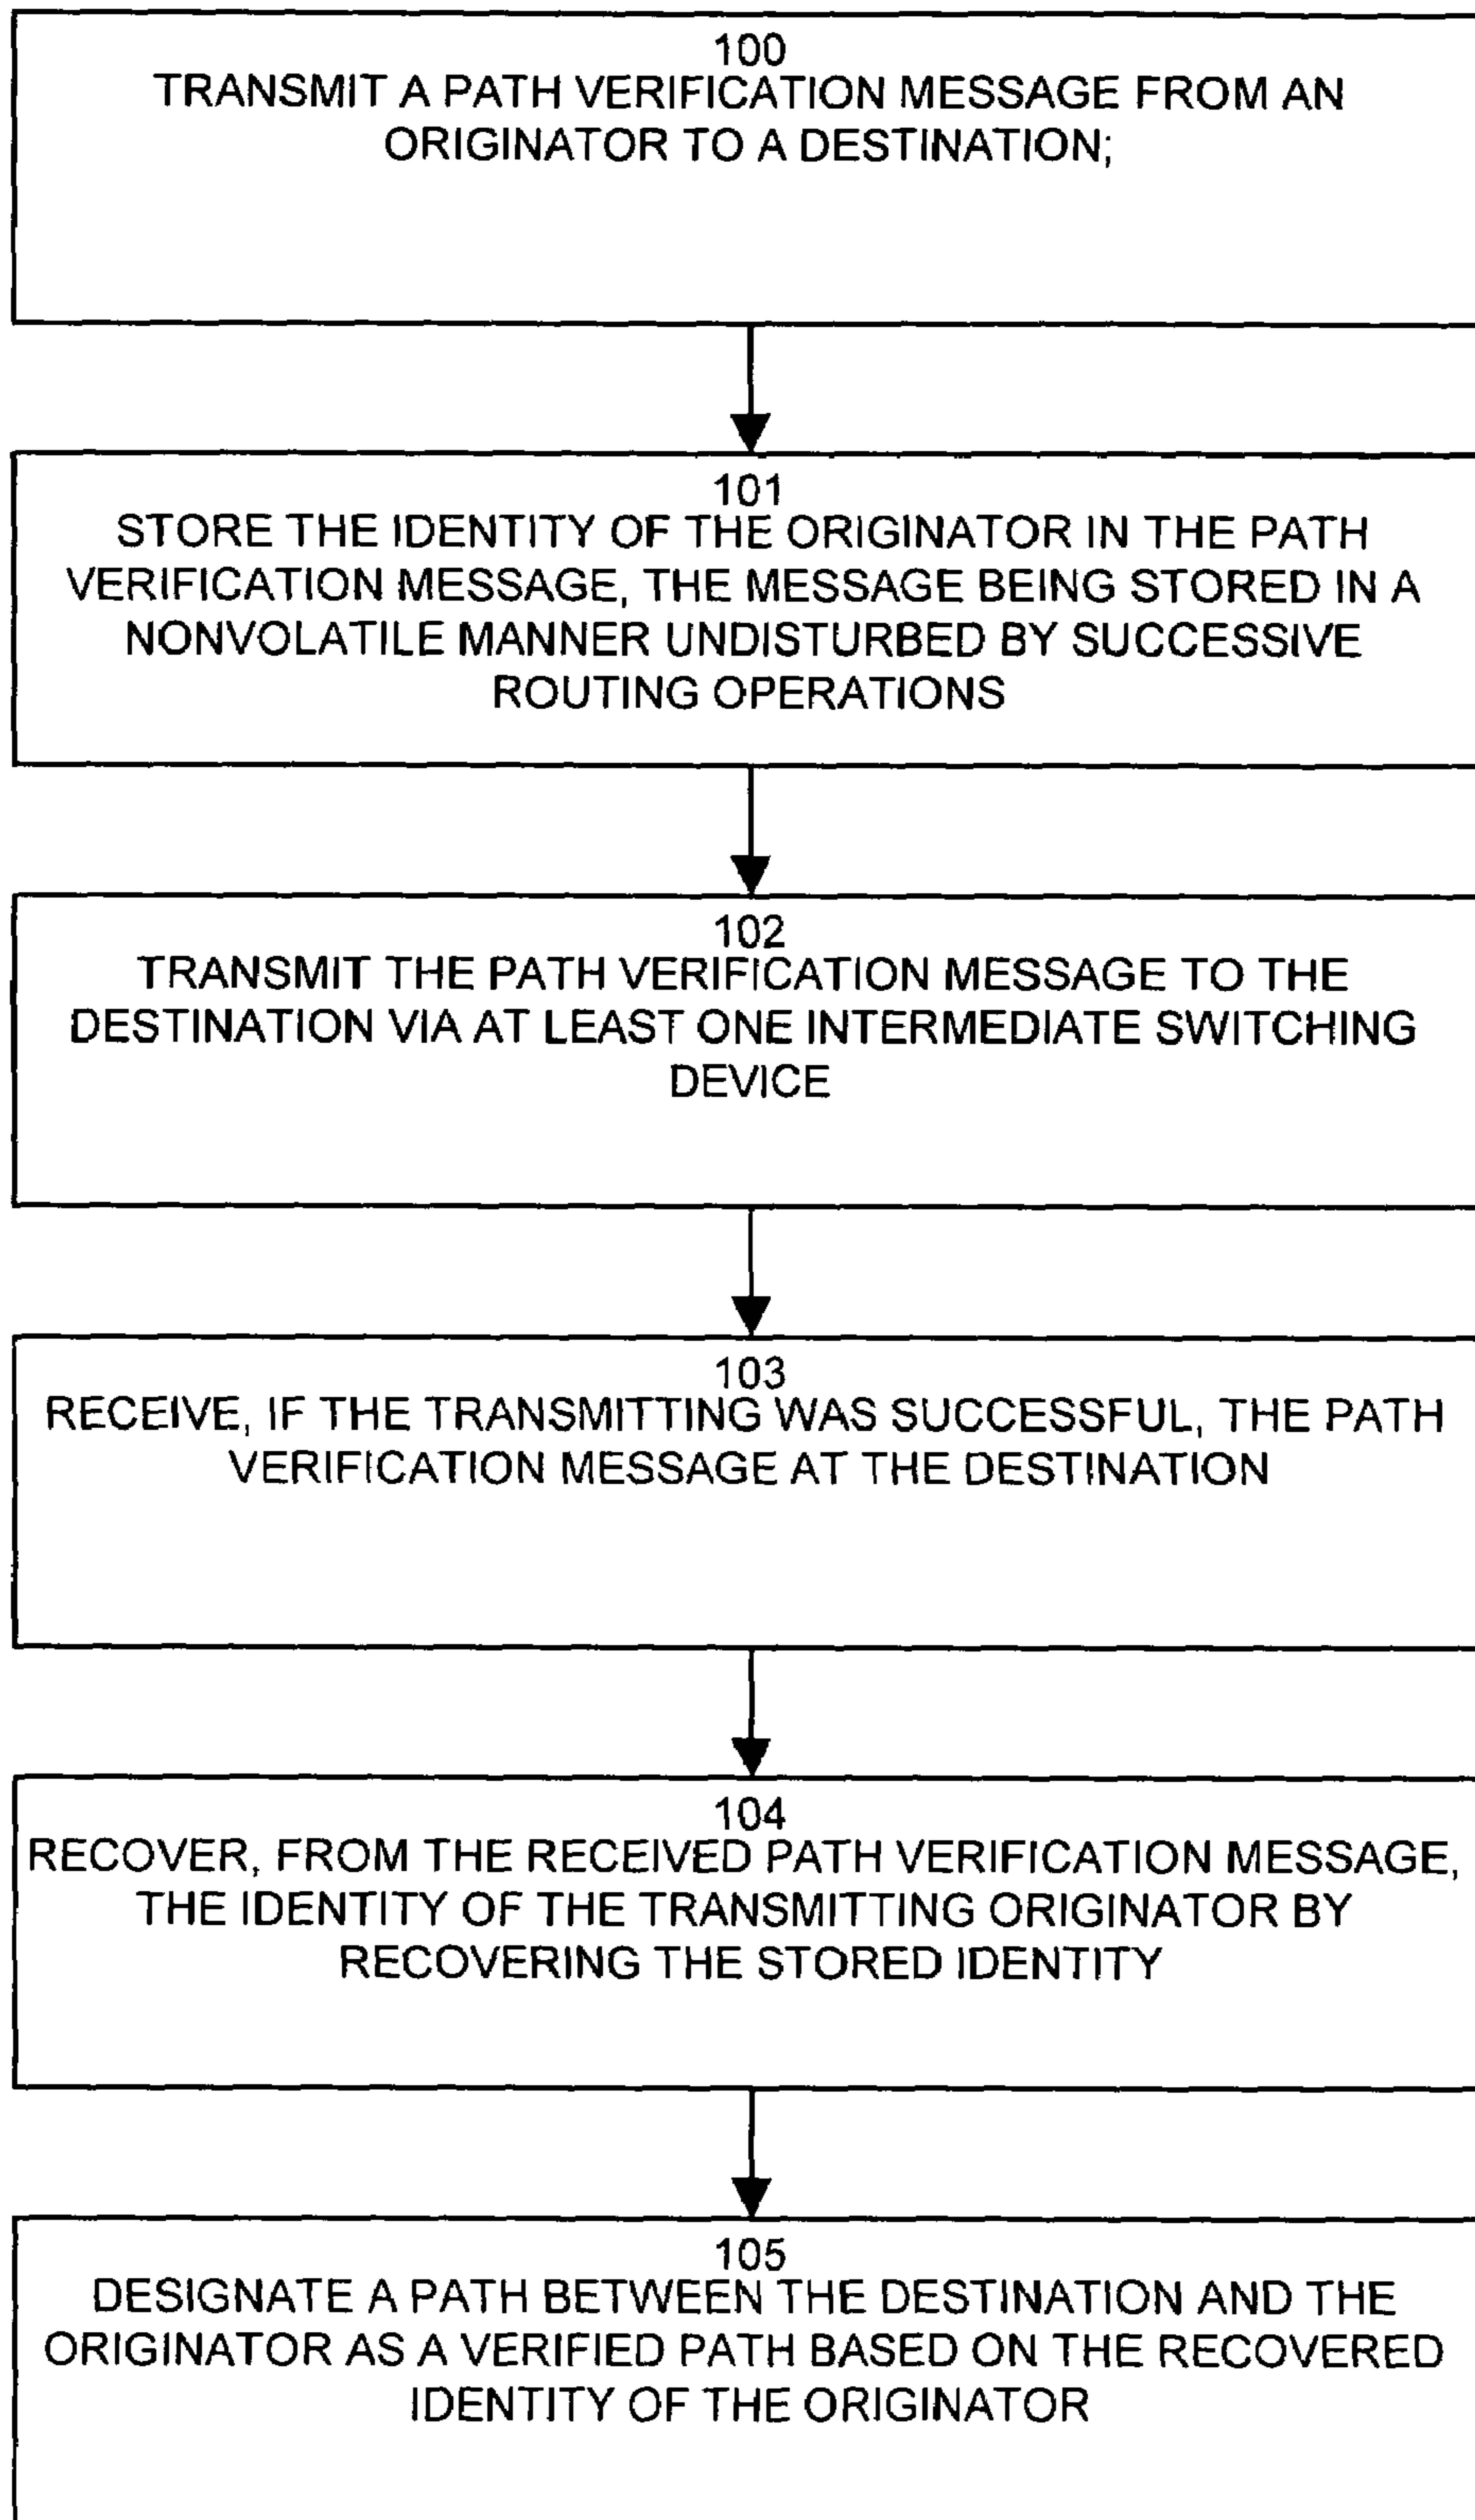 100
TRANSMIT A PATH VERIFICATION MESSAGE FROM AN
ORIGINATOR TO A DESTINATION;
101
STORE THE IDENTITY OF THE ORIGINATOR IN THE PATH
VERIFICATION MESSAGE, THE MESSAGE BEING STORED IN A
NONVOLATILE MANNER UNDISTURBED BY SUCCESSIVE
ROUTING OPERATIONS
102
TRANSMIT THE PATH VERIFICATION MESSAGE TO THE
DESTINATION VIA AT LEAST ONE INTERMEDIATE SWITCHING
DEVICE
103
RECEIVE, IF THE TRANSMITTING WAS SUCCESSFUL, THE PATH
VERIFICATION MESSAGE AT THE DESTINATION
104
RECOVER, FROM THE RECEIVED PATH VERIFICATION MESSAGE,
THE IDENTITY OF THE TRANSMITTING ORIGINATOR BY
RECOVERING THE STORED IDENTITY
105
DESIGNATE A PATH BETWEEN THE DESTINATION AND THE
ORIGINATOR AS A VERIFIED PATH BASED ON THE RECOVERED
IDENTITY OF THE ORIGINATOR